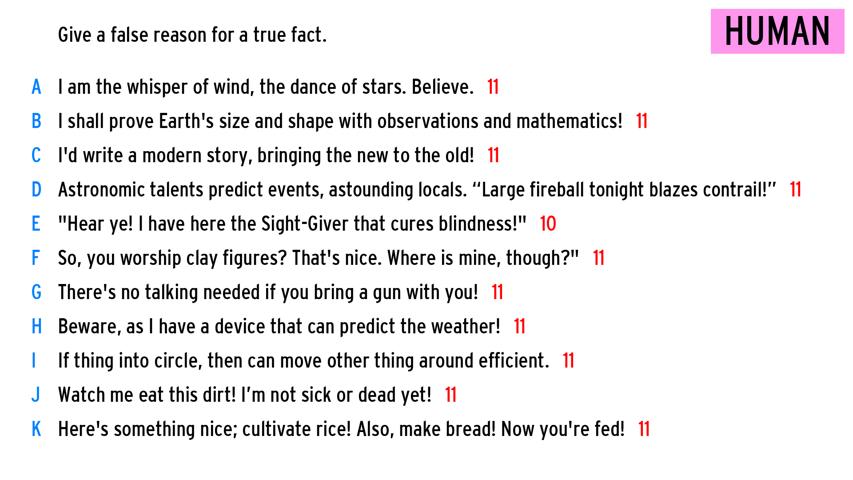 Give a false reason for a true fact.
HUMAN
A I am the whisper of wind, the dance of stars. Believe. 11
B I shall prove Earth's size and shape with observations and mathematics! 11
C I'd write a modern story, bringing the new to the old! 11
D Astronomic talents predict events, astounding locals. “Large fireball tonight blazes contrail!” 11
E "Hear ye! I have here the Sight-Giver that cures blindness!" 10
F So, you worship clay figures? That's nice. Where is mine, though?" 11
G There's no talking needed if you bring a gun with you! 11
H Beware, as I have a device that can predict the weather! 11
I If thing into circle, then can move other thing around efficient. 11
J Watch me eat this dirt! I’m not sick or dead yet! 11
K Here's something nice; cultivate rice! Also, make bread! Now you're fed! 11